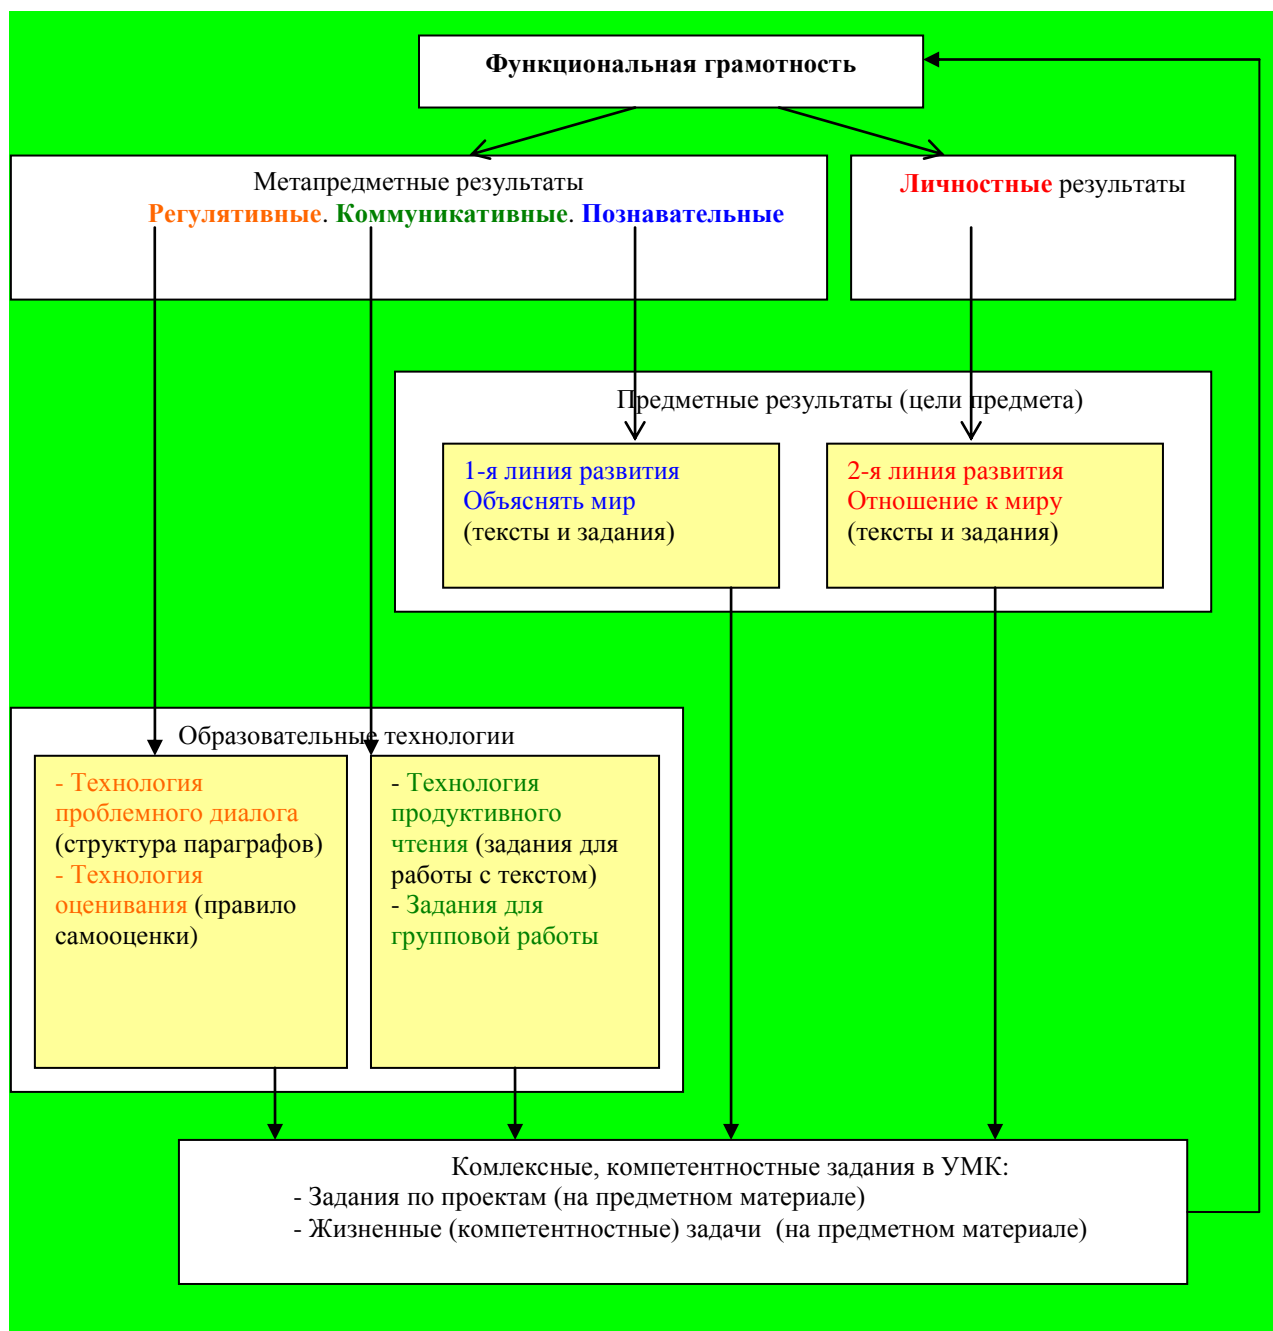 Функциональная грамотность
Метапредметные результаты
Регулятивные. Коммуникативные. Познавательные
Личностные результаты
Предметные результаты (цели предмета)
1-я линия развития
Объяснять мир
(тексты и задания)
2-я линия развития
Отношение к миру
(тексты и задания)
Образовательные технологии
- Технология
проблемного диалога
(структура параграфов)
- Технология
оценивания (правило
самооценки)
- Технология
продуктивного
чтения (задания для
работы с текстом)
- Задания для
групповой работы
Комлексные, компетентностные задания в УМК:
- Задания по проектам (на предметном материале)
- Жизненные (компетентностные) задачи  (на предметном материале)